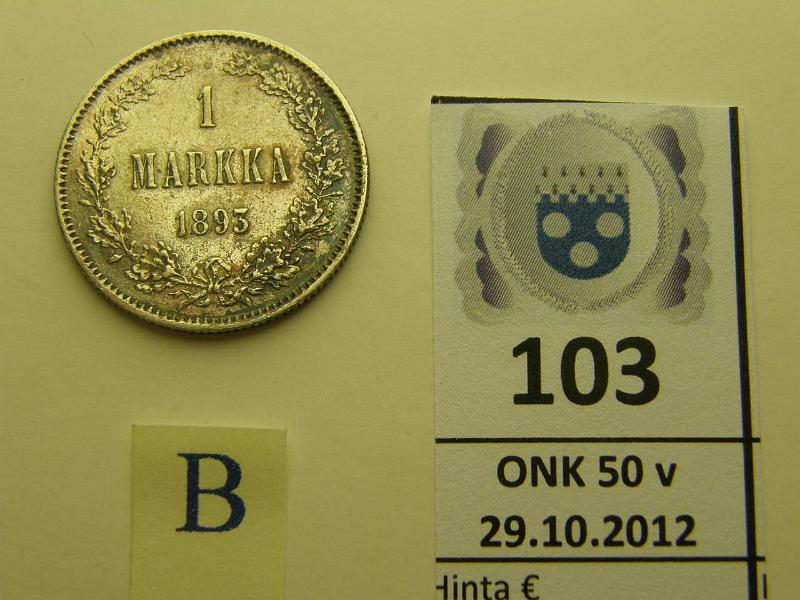 1
MARKKA
1893
B
103
ONK 50 v
29.10.2012
Hinta €